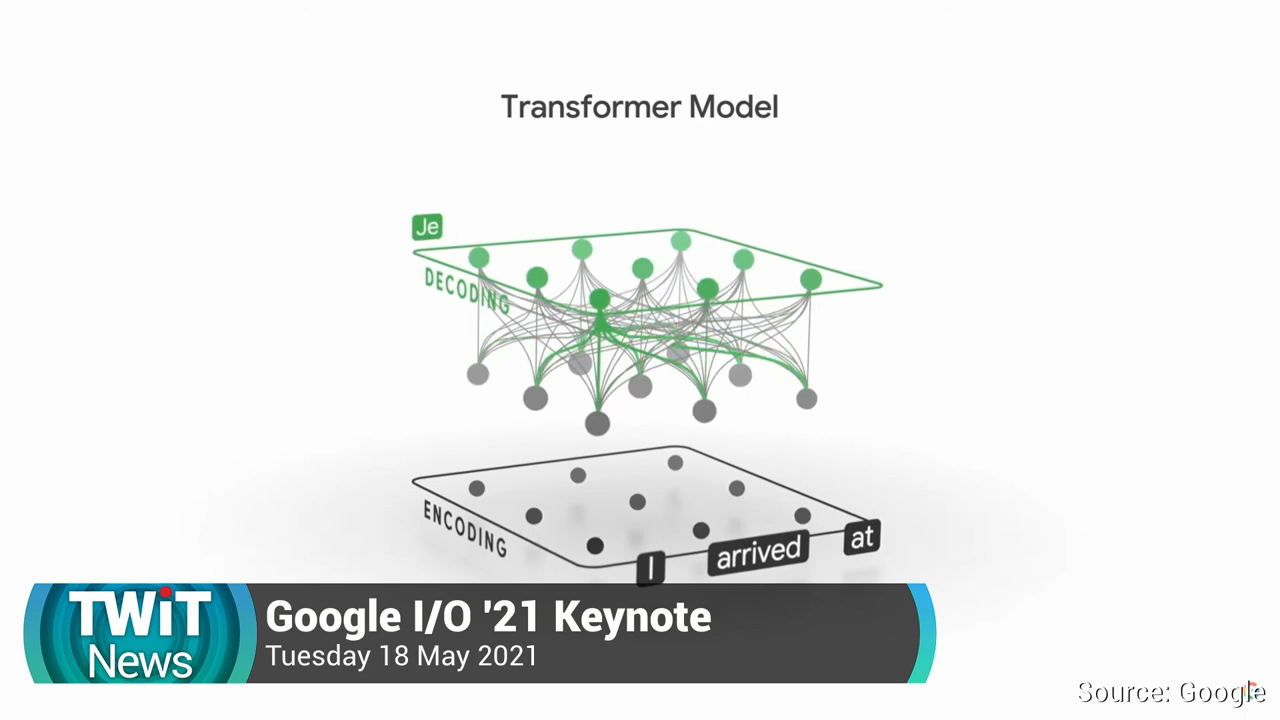 Transformer Model
Je
DECODING
ENCODING
I arrived at
TWiT
News
Google I/O '21 Keynote
Tuesday 18 May 2021
Source: Google